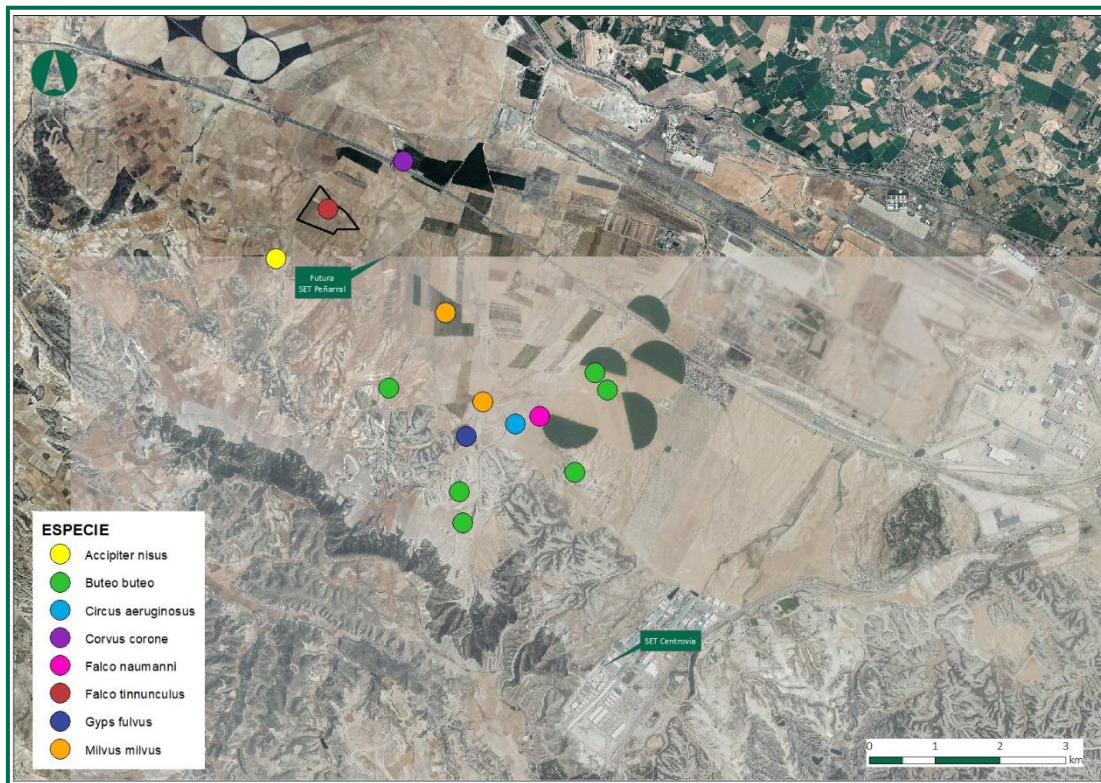 Futura
SET Peñarral
SET Centrovía
ESPECIE
Accipiter nisus
Buteo buteo
Circus aeruginosus
Corvus corone
Falco naumanni
Falco tinnunculus
Gyps fulvus
Milvus milvus
0 1 2 3
km